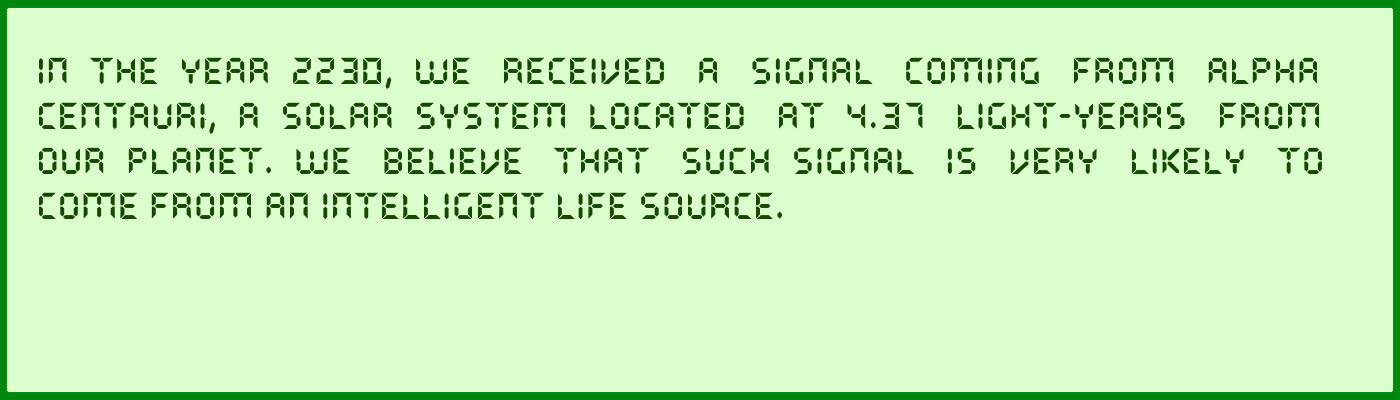 IN THE YEAR 2230, WE RECEIVED A SIGNAL COMING FROM ALPHA
CENTAURI, A SOLAR SYSTEM LOCATED AT 4.37 LIGHT-YEARS FROM
OUR PLANET. WE BELIEVE THAT SUCH SIGNAL IS VERY LIKELY TO
COME FROM AN INTELLIGENT LIFE SOURCE.